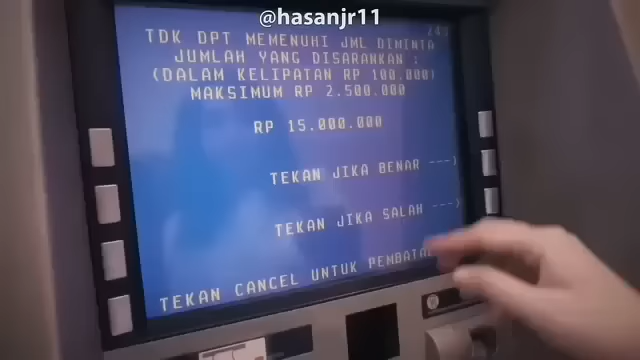 @hasanjr11
TDK DPT MEMENUHI JML DIMINTA
JUMLAH YANG DISARANKAN :
(DALAM KELIPATAN RP 100.000)
MAKSIMUM RP 2.500.000
RP 15.000.000
TEKAN JIKA BENAR ---)
TEKAN JIKA SALAH ---)
TEKAN CANCEL UNTUK